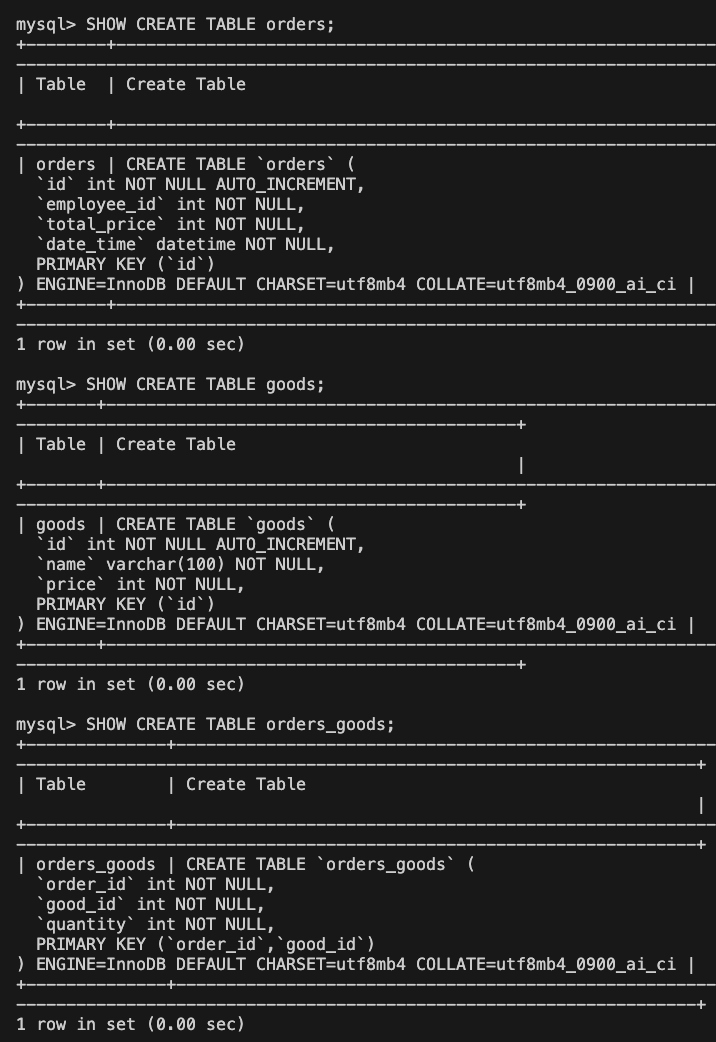 mysql> SHOW CREATE TABLE orders;
+--------+----------------------------------------------------------------
----------------------------------------------------------------------
| Table  | Create Table
+--------+----------------------------------------------------------------
----------------------------------------------------------------------
| orders | CREATE TABLE `orders` (
  `id` int NOT NULL AUTO_INCREMENT,
  `employee_id` int NOT NULL,
  `total_price` int NOT NULL,
  `date_time` datetime NOT NULL,
  PRIMARY KEY (`id`)
) ENGINE=InnoDB DEFAULT CHARSET=utf8mb4 COLLATE=utf8mb4_0900_ai_ci |
+--------+----------------------------------------------------------------
----------------------------------------------------------------------
1 row in set (0.00 sec)
mysql> SHOW CREATE TABLE goods;
+-------+-----------------------------------------------------------------
--------------------------------------------------+
| Table | Create Table
                                                  |
+-------+-----------------------------------------------------------------
--------------------------------------------------+
| goods | CREATE TABLE `goods` (
  `id` int NOT NULL AUTO_INCREMENT,
  `name` varchar(100) NOT NULL,
  `price` int NOT NULL,
  PRIMARY KEY (`id`)
) ENGINE=InnoDB DEFAULT CHARSET=utf8mb4 COLLATE=utf8mb4_0900_ai_ci |
+-------+-----------------------------------------------------------------
--------------------------------------------------+
1 row in set (0.00 sec)
mysql> SHOW CREATE TABLE orders_goods;
+--------------+----------------------------------------------------------
--------------------------------------------------------------------+
| Table        | Create Table
                                                                    |
+--------------+----------------------------------------------------------
--------------------------------------------------------------------+
| orders_goods | CREATE TABLE `orders_goods` (
  `order_id` int NOT NULL,
  `good_id` int NOT NULL,
  `quantity` int NOT NULL,
  PRIMARY KEY (`order_id`,`good_id`)
) ENGINE=InnoDB DEFAULT CHARSET=utf8mb4 COLLATE=utf8mb4_0900_ai_ci |
+--------------+----------------------------------------------------------
--------------------------------------------------------------------+
1 row in set (0.00 sec)